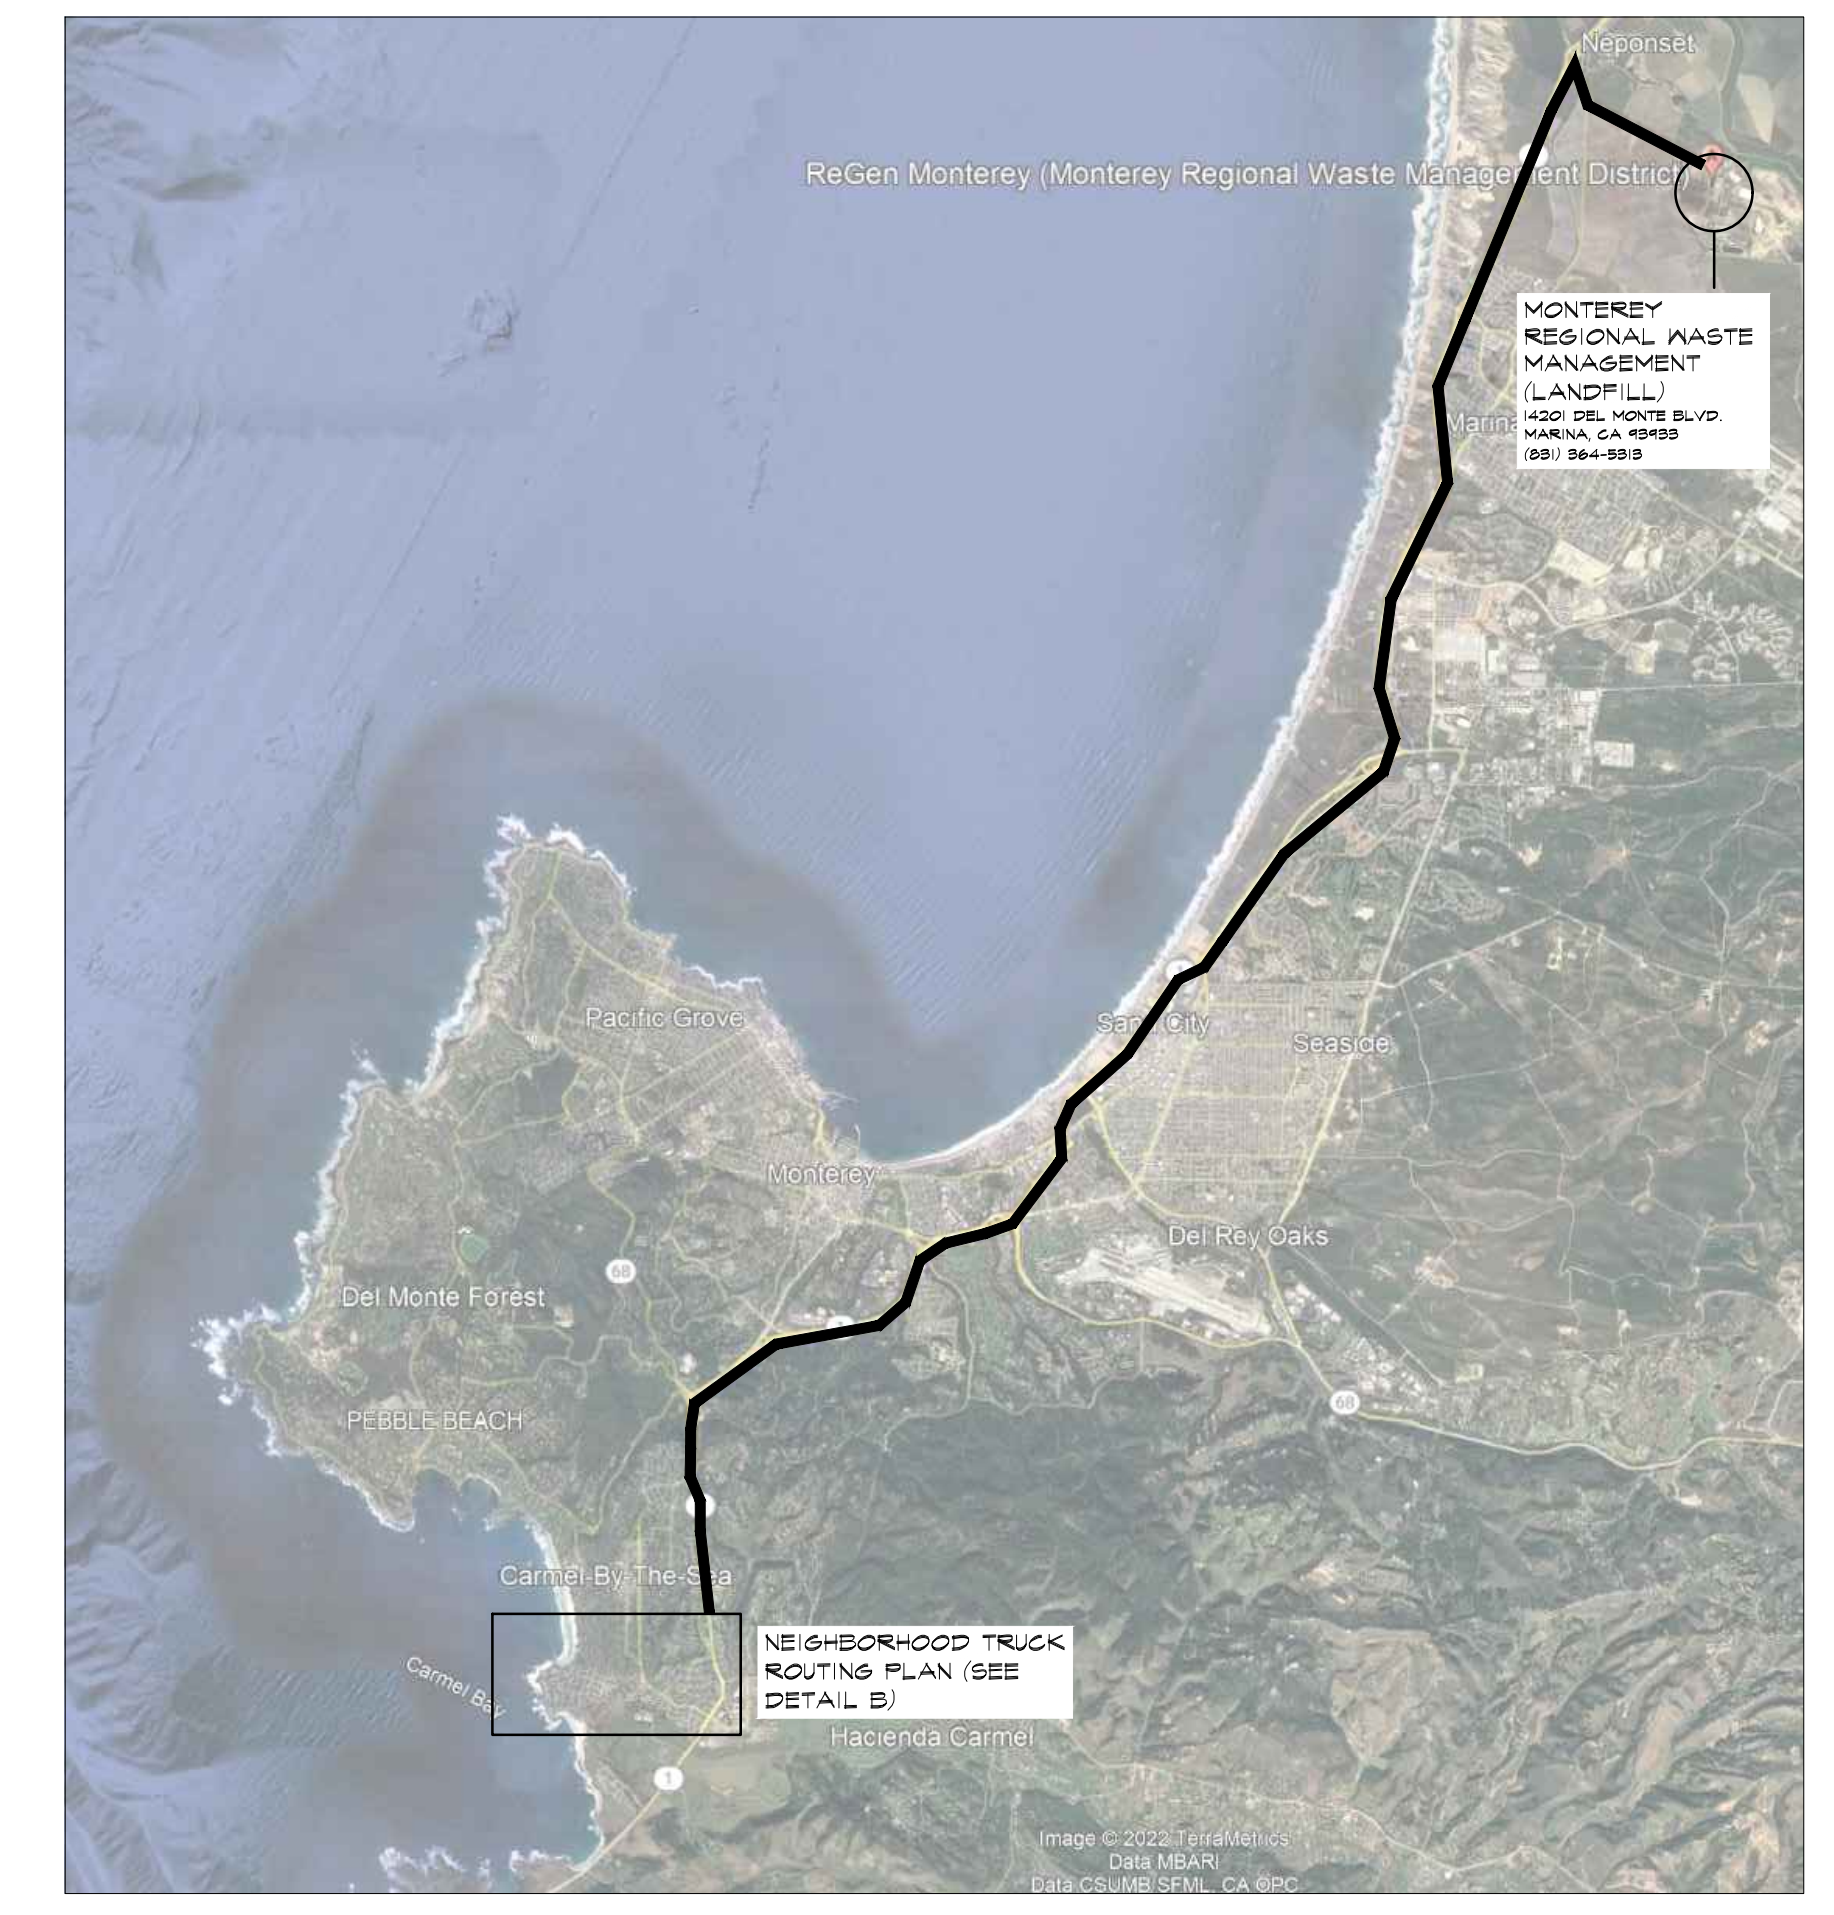 Neponset
ReGen Monterey (Monterey Regional Waste Management District)
MONTEREY
REGIONAL WASTE
MANAGEMENT
(LANDFILL)
14201 DEL MONTE BLVD.
MARINA, CA 93933
(831) 364-5313
Marina
Pacific Grove
Sand City
Seaside
Monterey
Del Rey Oaks
68
Del Monte Forest
68
PEBBLE BEACH
Carmel-By-The-Sea
NEIGHBORHOOD TRUCK
ROUTING PLAN (SEE
DETAIL B)
Carmel Bay
Hacienda Carmel
1
Image © 2022 TerraMetrics
Data MBARI
Data CSUMB SFML, CA OPC